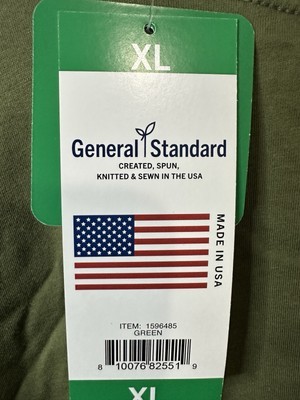 XL
General Standard
CREATED, SPUN,
KNITTED & SEWN IN THE USA
MADE IN USA
ITEM: 1596485
GREEN
8 10076 82551 9
XL